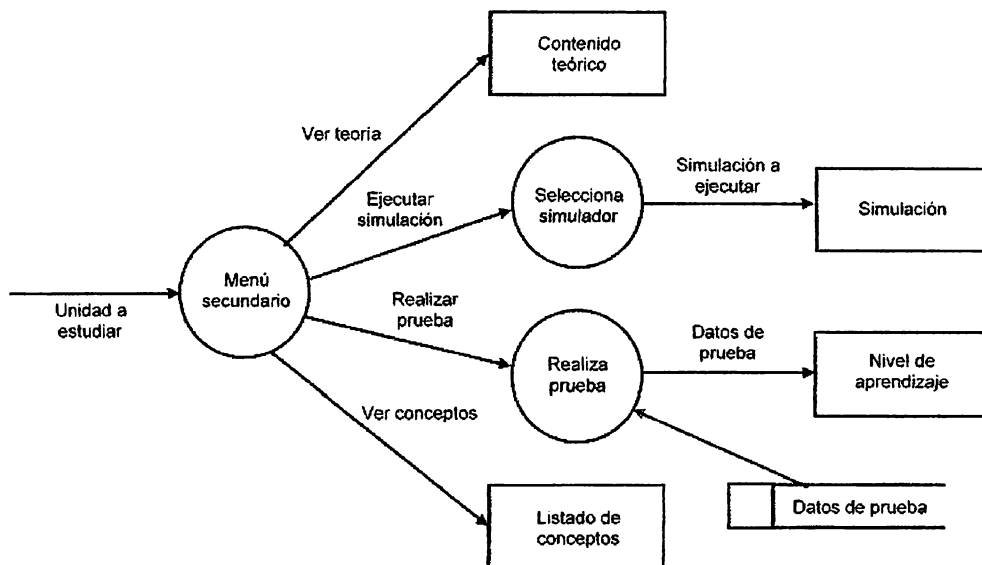 Contenido
teórico
Ver teoría
Ejecutar
simulación
Selecciona
simulador
Simulación a
ejecutar
Simulación
Menú
secundario
Unidad a
estudiar
Realizar
prueba
Realiza
prueba
Datos de
prueba
Nivel de
aprendizaje
Ver conceptos
Listado de
conceptos
Datos de prueba